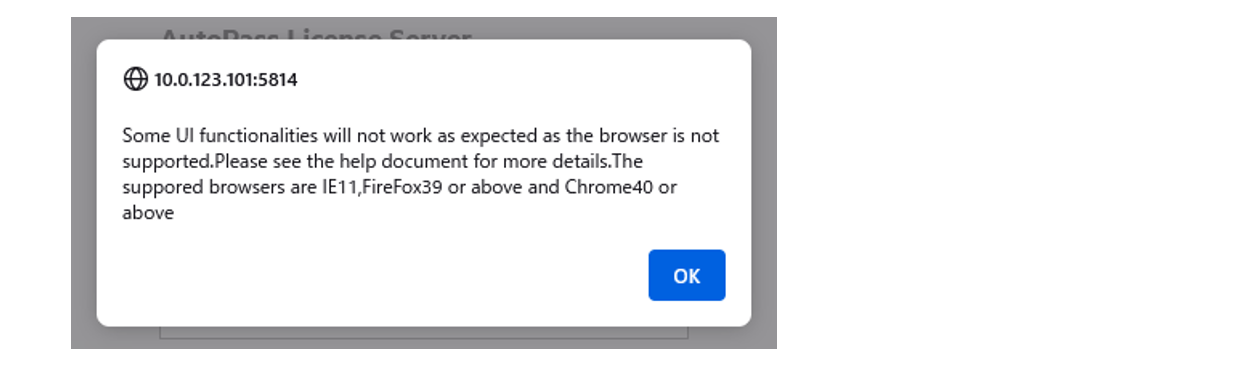 AutoPass License Server
10.0.123.101:5814
Some UI functionalities will not work as expected as the browser is not
supported.Please see the help document for more details.The
suppored browsers are IE11,FireFox39 or above and Chrome40 or
above
OK